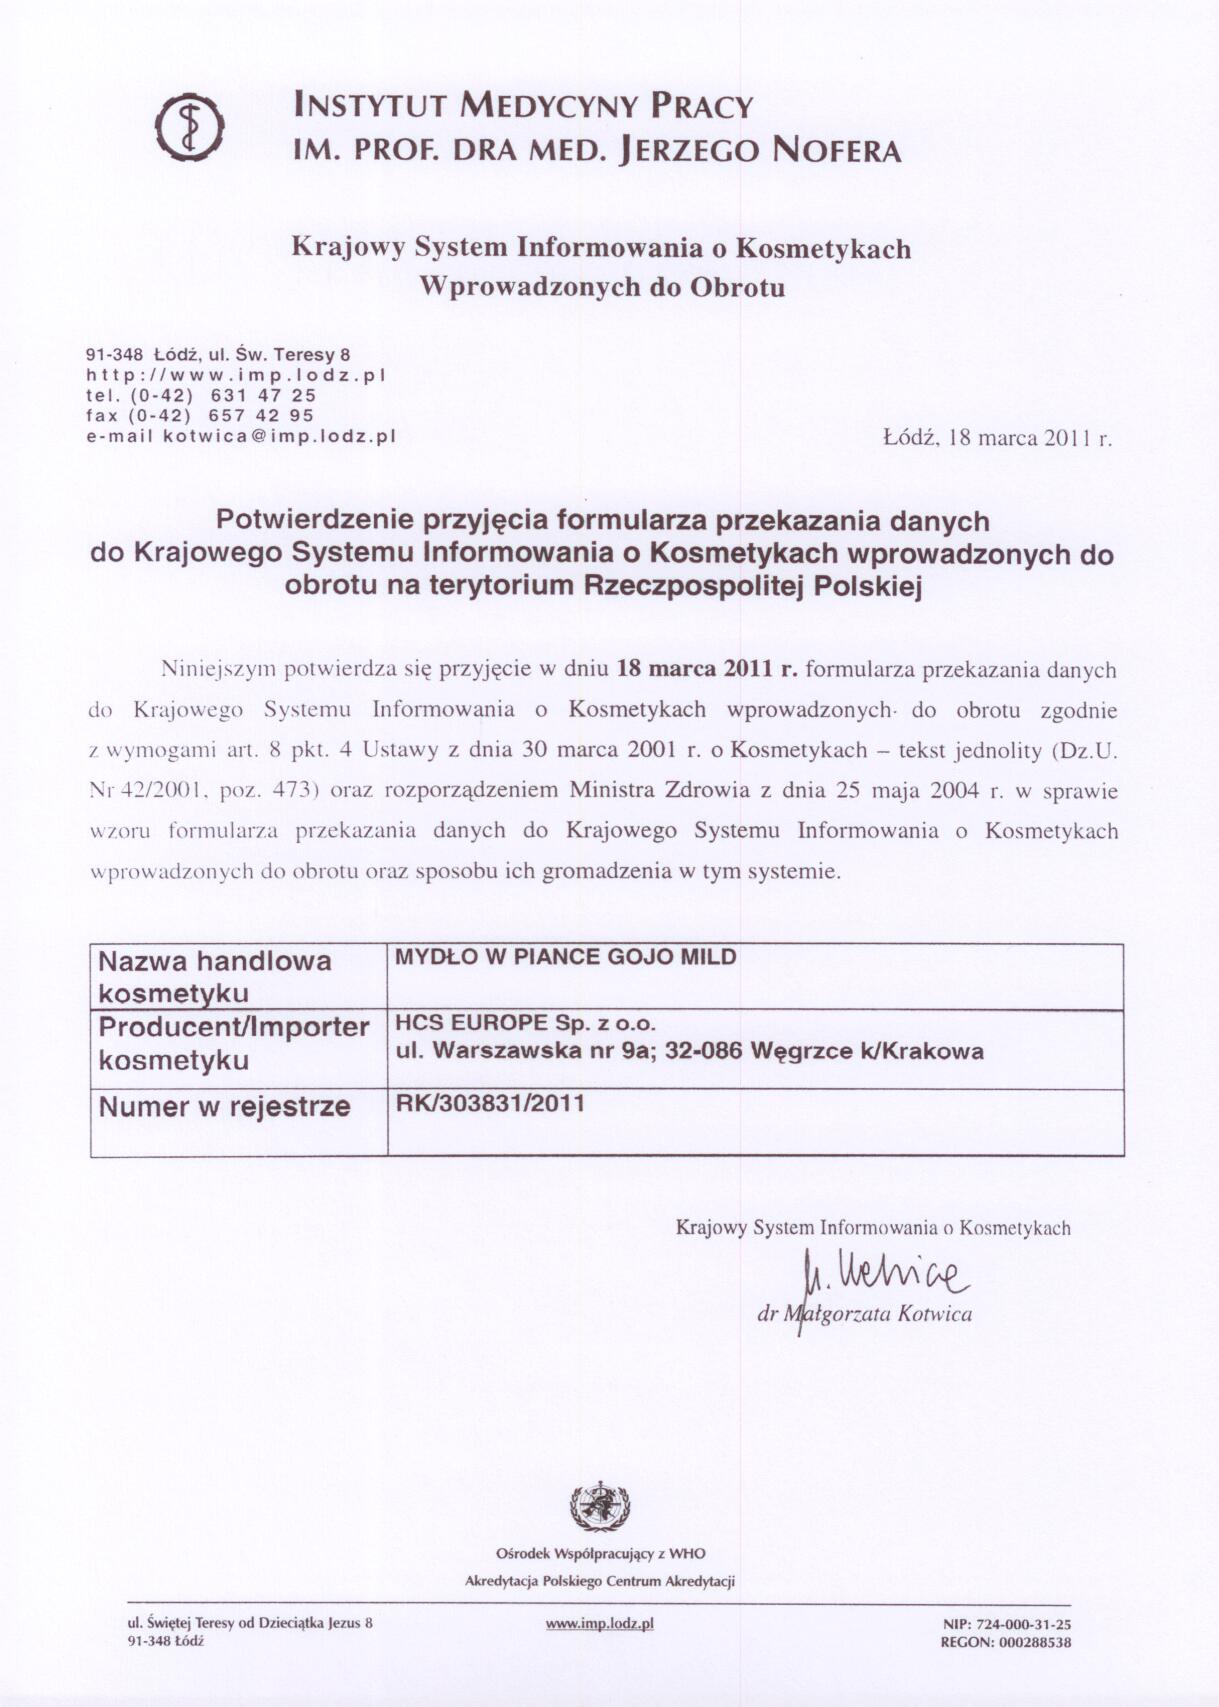 INSTYTUT MEDYCYNY PRACY
IM. PROF. DRA MED. JERZEGO NOFERA
Krajowy System Informowania o Kosmetykach
Wprowadzonych do Obrotu
91-348 Łódź, ul. Św. Teresy 8
http://www.imp.lodz.pl
tel. (0-42) 631 47 25
fax (0-42) 657 42 95
e-mail kotwica@imp.lodz.pl
Łódź, 18 marca 2011 r.
Potwierdzenie przyjęcia formularza przekazania danych
do Krajowego Systemu Informowania o Kosmetykach wprowadzonych do
obrotu na terytorium Rzeczpospolitej Polskiej
Niniejszym potwierdza się przyjęcie w dniu 18 marca 2011 r. formularza przekazania danych
do Krajowego Systemu Informowania o Kosmetykach wprowadzonych do obrotu zgodnie
z wymogami art. 8 pkt. 4 Ustawy z dnia 30 marca 2001 r. o Kosmetykach – tekst jednolity (Dz.U.
Nr 42/2001, poz. 473) oraz rozporządzeniem Ministra Zdrowia z dnia 25 maja 2004 r. w sprawie
wzoru formularza przekazania danych do Krajowego Systemu Informowania o Kosmetykach
wprowadzonych do obrotu oraz sposobu ich gromadzenia w tym systemie.
Nazwa handlowa
kosmetyku
MYDŁO W PIANCE GOJO MILD
Producent/Importer
kosmetyku
HCS EUROPE Sp. z o.o.
ul. Warszawska nr 9a; 32-086 Węgrzce k/Krakowa
Numer w rejestrze
RK/303831/2011
Krajowy System Informowania o Kosmetykach
M. Kotwica
dr Małgorzata Kotwica
Ośrodek Współpracujący z WHO
Akredytacja Polskiego Centrum Akredytacji
ul. Świętej Teresy od Dzieciątka Jezus 8
91-348 Łódź
www.imp.lodz.pl
NIP: 724-000-31-25
REGON: 000288538